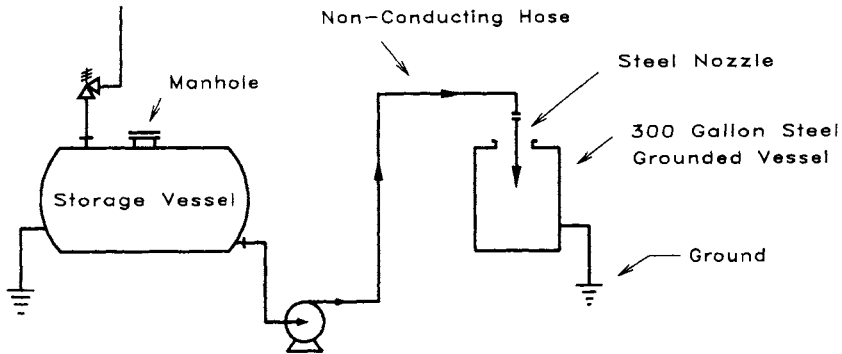 Non-Conducting Hose
Steel Nozzle
Manhole
300 Gallon Steel
Grounded Vessel
Storage Vessel
Ground